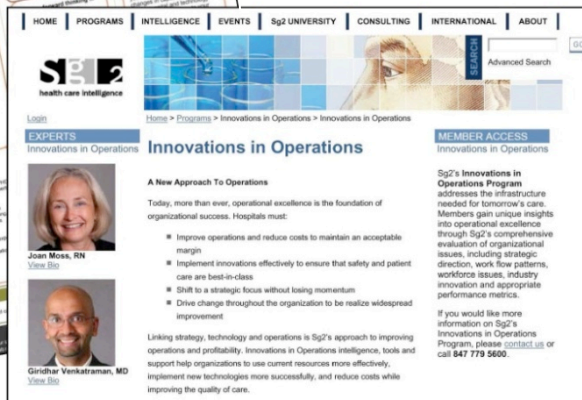 HOME PROGRAMS INTELLIGENCE EVENTS Sg2 UNIVERSITY CONSULTING INTERNATIONAL ABOUT
SEARCH
Advanced Search
Sg2
health care intelligence
Login
Home > Programs > Innovations in Operations > Innovations in Operations
EXPERTS
Innovations in Operations
Joan Moss, RN
View Bio
Giridhar Venkatraman, MD
View Bio
Innovations in Operations
A New Approach To Operations
Today, more than ever, operational excellence is the foundation of
organizational success. Hospitals must:
Improve operations and reduce costs to maintain an acceptable
margin
Implement innovations effectively to ensure that safety and patient
care are best-in-class
Shift to a strategic focus without losing momentum
Drive change throughout the organization to be realize widespread
improvement
Linking strategy, technology and operations is Sg2's approach to improving
operations and profitability. Innovations in Operations intelligence, tools and
support help organizations to use current resources more effectively,
implement new technologies more successfully, and reduce costs while
improving the quality of care.
MEMBER ACCESS
Innovations in Operations
Sg2's Innovations in
Operations Program
addresses the infrastructure
needed for tomorrow's care.
Members gain unique insights
into operational excellence
through Sg2's comprehensive
evaluation of organizational
issues, including strategic
direction, work flow patterns,
workforce issues, industry
innovation and appropriate
performance metrics.
If you would like more
information on Sg2's
Innovations in Operations
Program, please contact us or
call 847 779 5600.